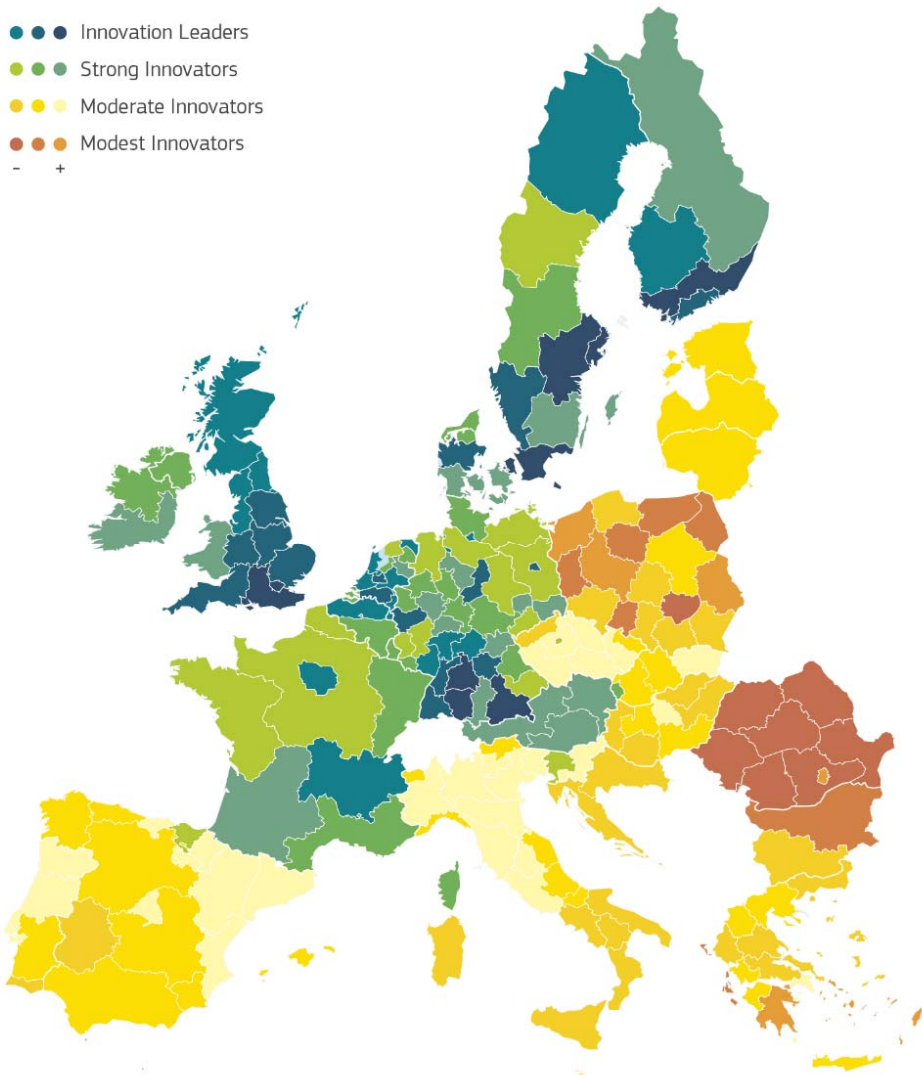 Innovation Leaders
Strong Innovators
Moderate Innovators
Modest Innovators
- +